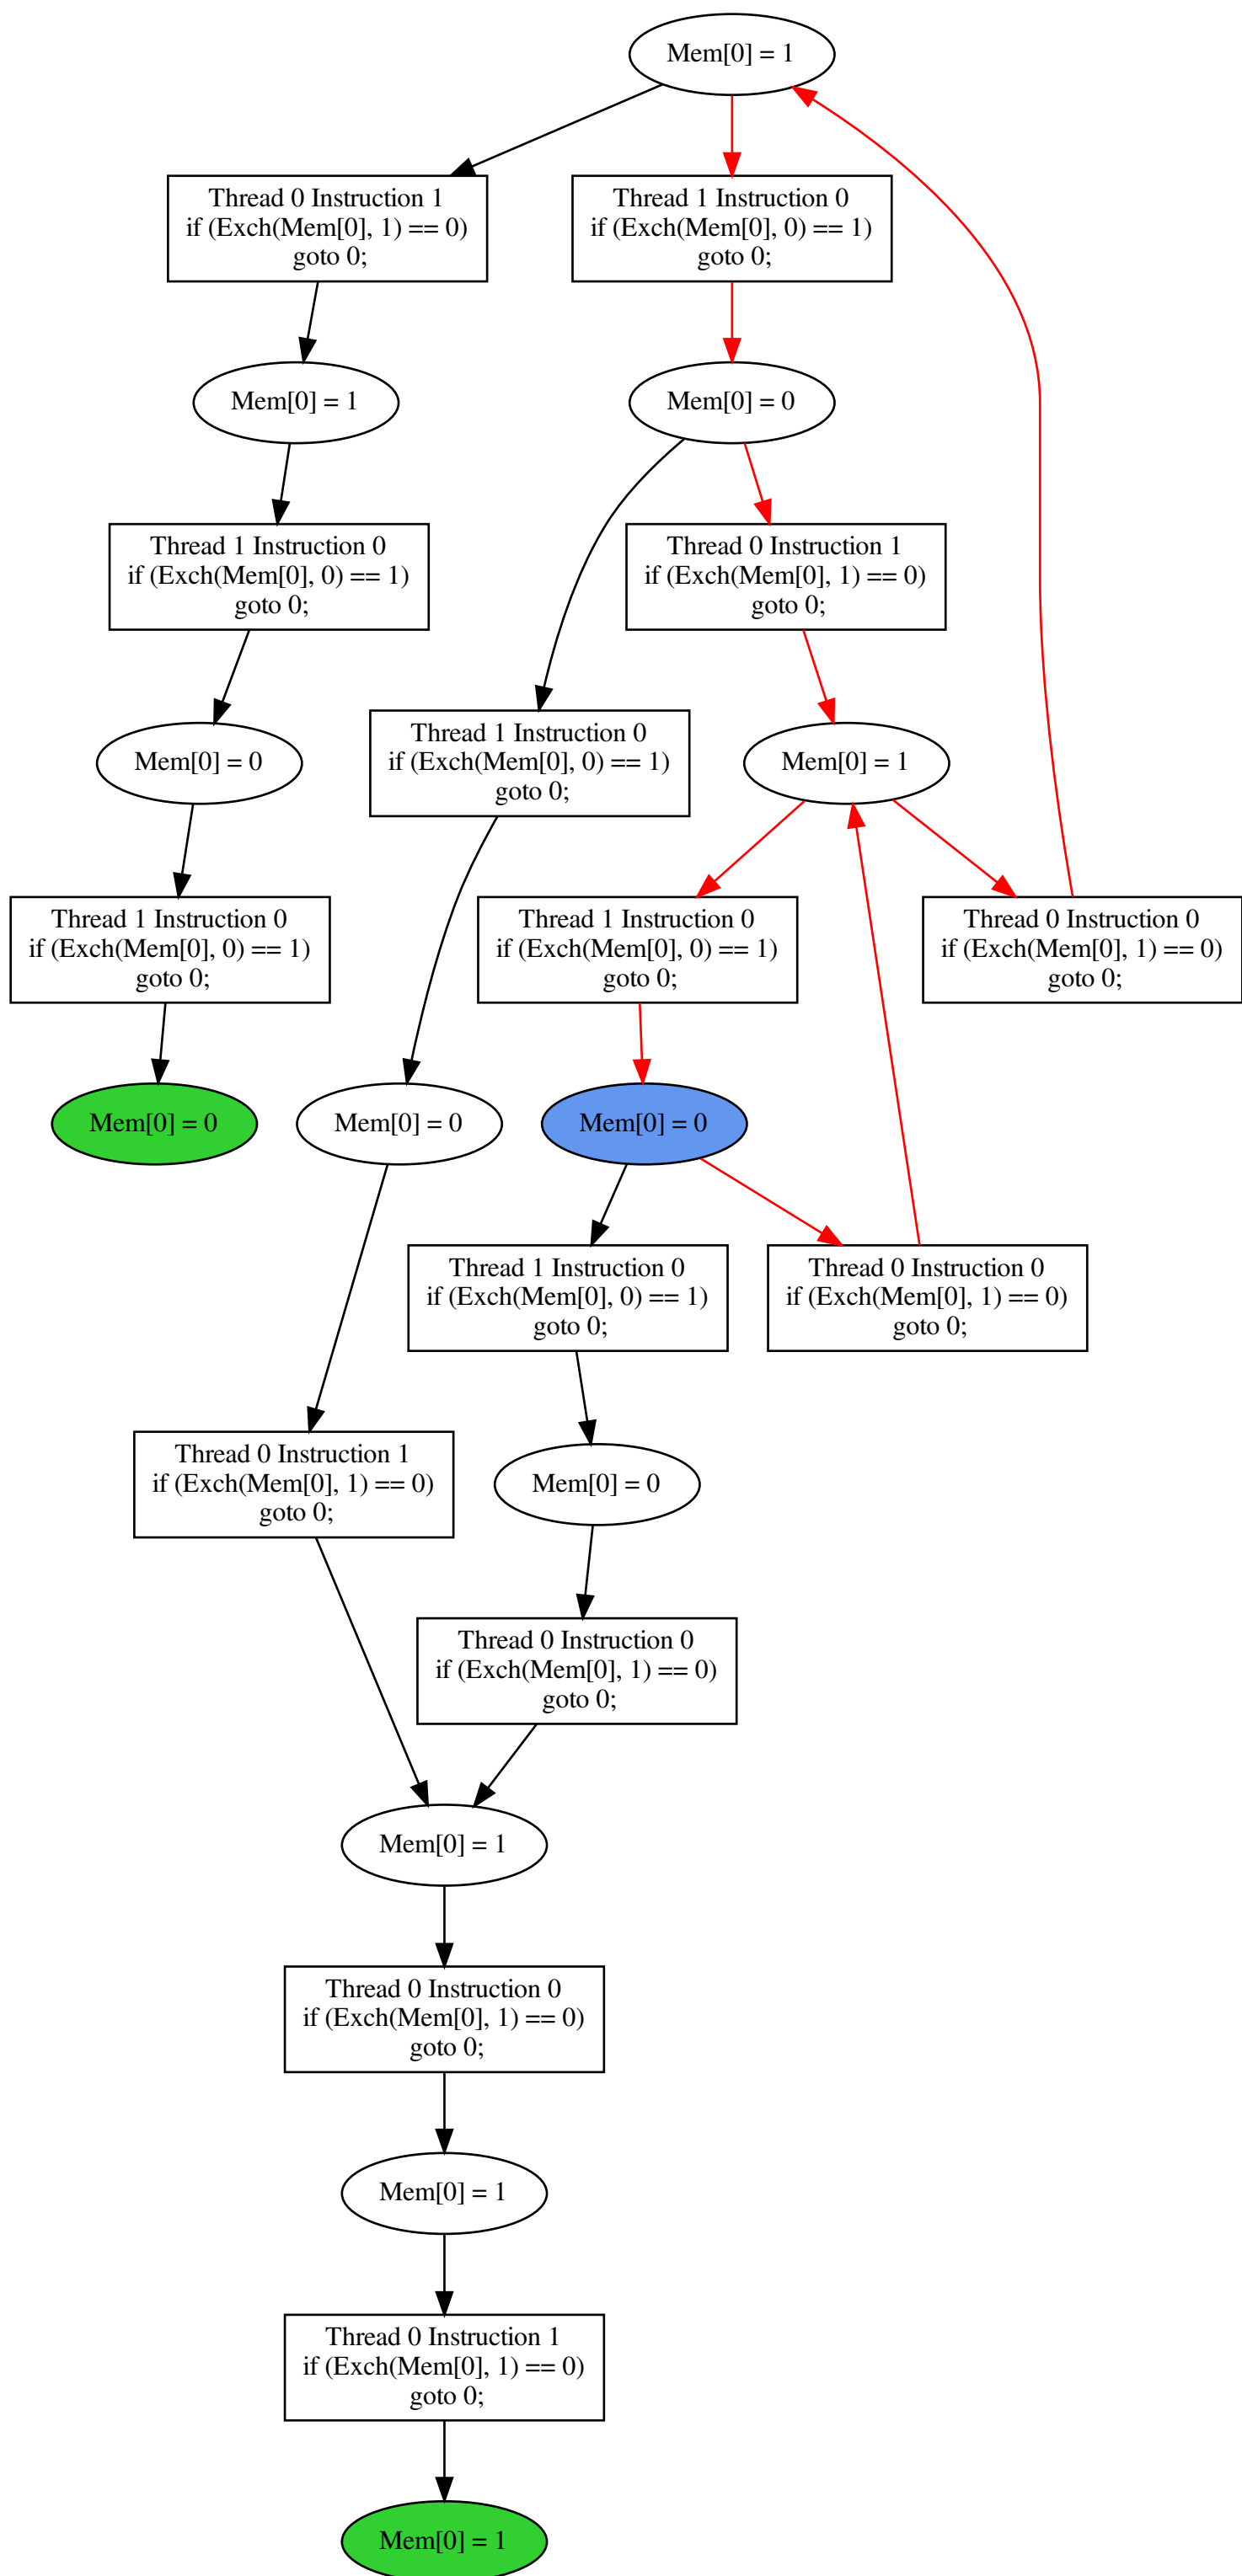 Mem[0] = 1
Thread 0 Instruction 1
if (Exch(Mem[0], 1) == 0)
goto 0;
Thread 1 Instruction 0
if (Exch(Mem[0], 0) == 1)
goto 0;
Mem[0] = 1
Mem[0] = 0
Thread 1 Instruction 0
if (Exch(Mem[0], 0) == 1)
goto 0;
Thread 0 Instruction 1
if (Exch(Mem[0], 1) == 0)
goto 0;
Mem[0] = 0
Thread 1 Instruction 0
if (Exch(Mem[0], 0) == 1)
goto 0;
Mem[0] = 1
Thread 1 Instruction 0
if (Exch(Mem[0], 0) == 1)
goto 0;
Thread 1 Instruction 0
if (Exch(Mem[0], 0) == 1)
goto 0;
Thread 0 Instruction 0
if (Exch(Mem[0], 1) == 0)
goto 0;
Mem[0] = 0
Mem[0] = 0
Mem[0] = 0
Thread 1 Instruction 0
if (Exch(Mem[0], 0) == 1)
goto 0;
Thread 0 Instruction 0
if (Exch(Mem[0], 1) == 0)
goto 0;
Thread 0 Instruction 1
if (Exch(Mem[0], 1) == 0)
goto 0;
Mem[0] = 0
Thread 0 Instruction 0
if (Exch(Mem[0], 1) == 0)
goto 0;
Mem[0] = 1
Thread 0 Instruction 0
if (Exch(Mem[0], 1) == 0)
goto 0;
Mem[0] = 1
Thread 0 Instruction 1
if (Exch(Mem[0], 1) == 0)
goto 0;
Mem[0] = 1